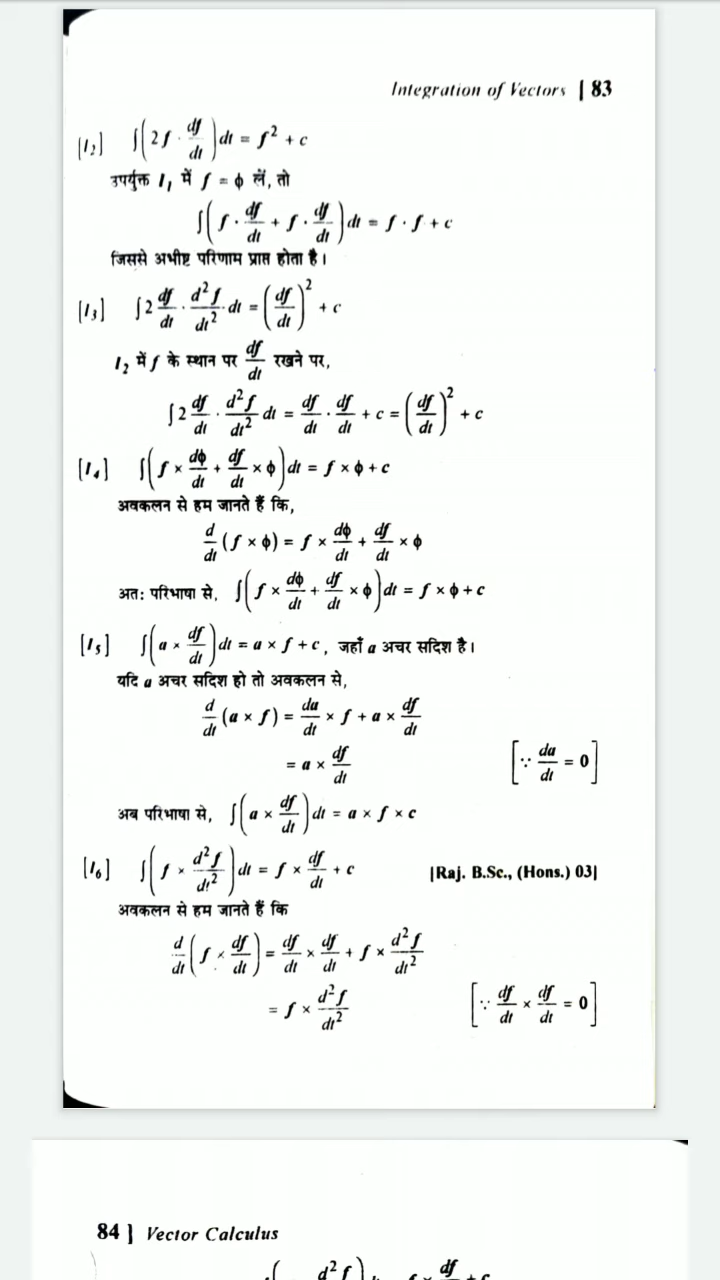 Integration of Vectors | 83
[I₂] ∫(2f · df/dt)dt = f² + c
उपर्युक्त I₁ में f = ϕ लें, तो
∫(f · df/dt + f · df/dt)dt = f · f + c
जिससे अभीष्ट परिणाम प्राप्त होता है।
[I₃] ∫2 df/dt · d²f/dt² · dt = (df/dt)² + c
I₂ में f के स्थान पर df/dt रखने पर,
∫2 df/dt · d²f/dt² dt = df/dt · df/dt + c = (df/dt)² + c
[I₄] ∫(f × dϕ/dt + df/dt × ϕ)dt = f × ϕ + c
अवकलन से हम जानते हैं कि,
d/dt (f × ϕ) = f × dϕ/dt + df/dt × ϕ
अतः परिभाषा से, ∫(f × dϕ/dt + df/dt × ϕ)dt = f × ϕ + c
[I₅] ∫(a × df/dt)dt = a × f + c, जहाँ a अचर सदिश है।
यदि a अचर सदिश हो तो अवकलन से,
d/dt (a × f) = da/dt × f + a × df/dt
= a × df/dt [∵ da/dt = 0]
अब परिभाषा से, ∫(a × df/dt)dt = a × f × c
[I₆] ∫(f × d²f/dt²)dt = f × df/dt + c |Raj. B.Sc., (Hons.) 03|
अवकलन से हम जानते हैं कि
d/dt (f × df/dt) = df/dt × df/dt + f × d²f/dt²
= f × d²f/dt² [∵ df/dt × df/dt = 0]
84 | Vector Calculus